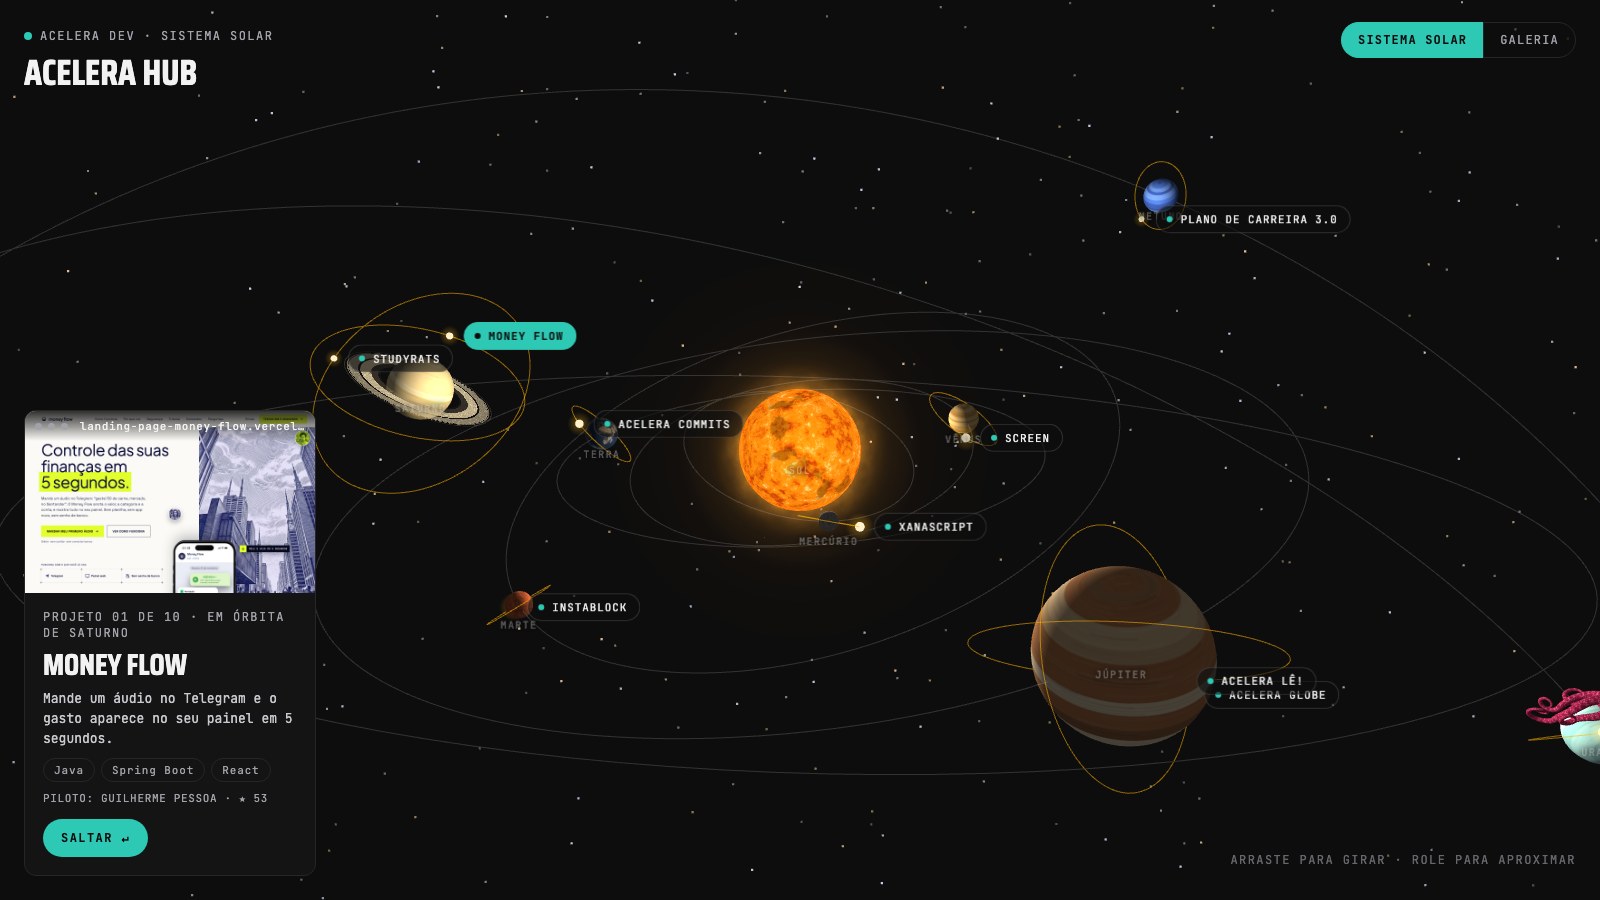 ACELERA DEV · SISTEMA SOLAR
ACELERA HUB
SISTEMA SOLAR
GALERIA
PLANO DE CARREIRA 3.0
MONEY FLOW
STUDYRATS
ACELERA COMMITS
TERRA
SOL
SCREEN
XANASCRIPT
MERCÚRIO
INSTABLOCK
MARTE
JÚPITER
ACELERA LÊ!
ACELERA GLOBE
landing-page-money-flow.vercel…
Controle das suas
finanças em
5 segundos.
PROJETO 01 DE 10 · EM ÓRBITA
DE SATURNO
MONEY FLOW
Mande um áudio no Telegram e o
gasto aparece no seu painel em 5
segundos.
Java
Spring Boot
React
PILOTO: GUILHERME PESSOA · ★ 53
SALTAR ↵
ARRASTE PARA GIRAR · ROLE PARA APROXIMAR